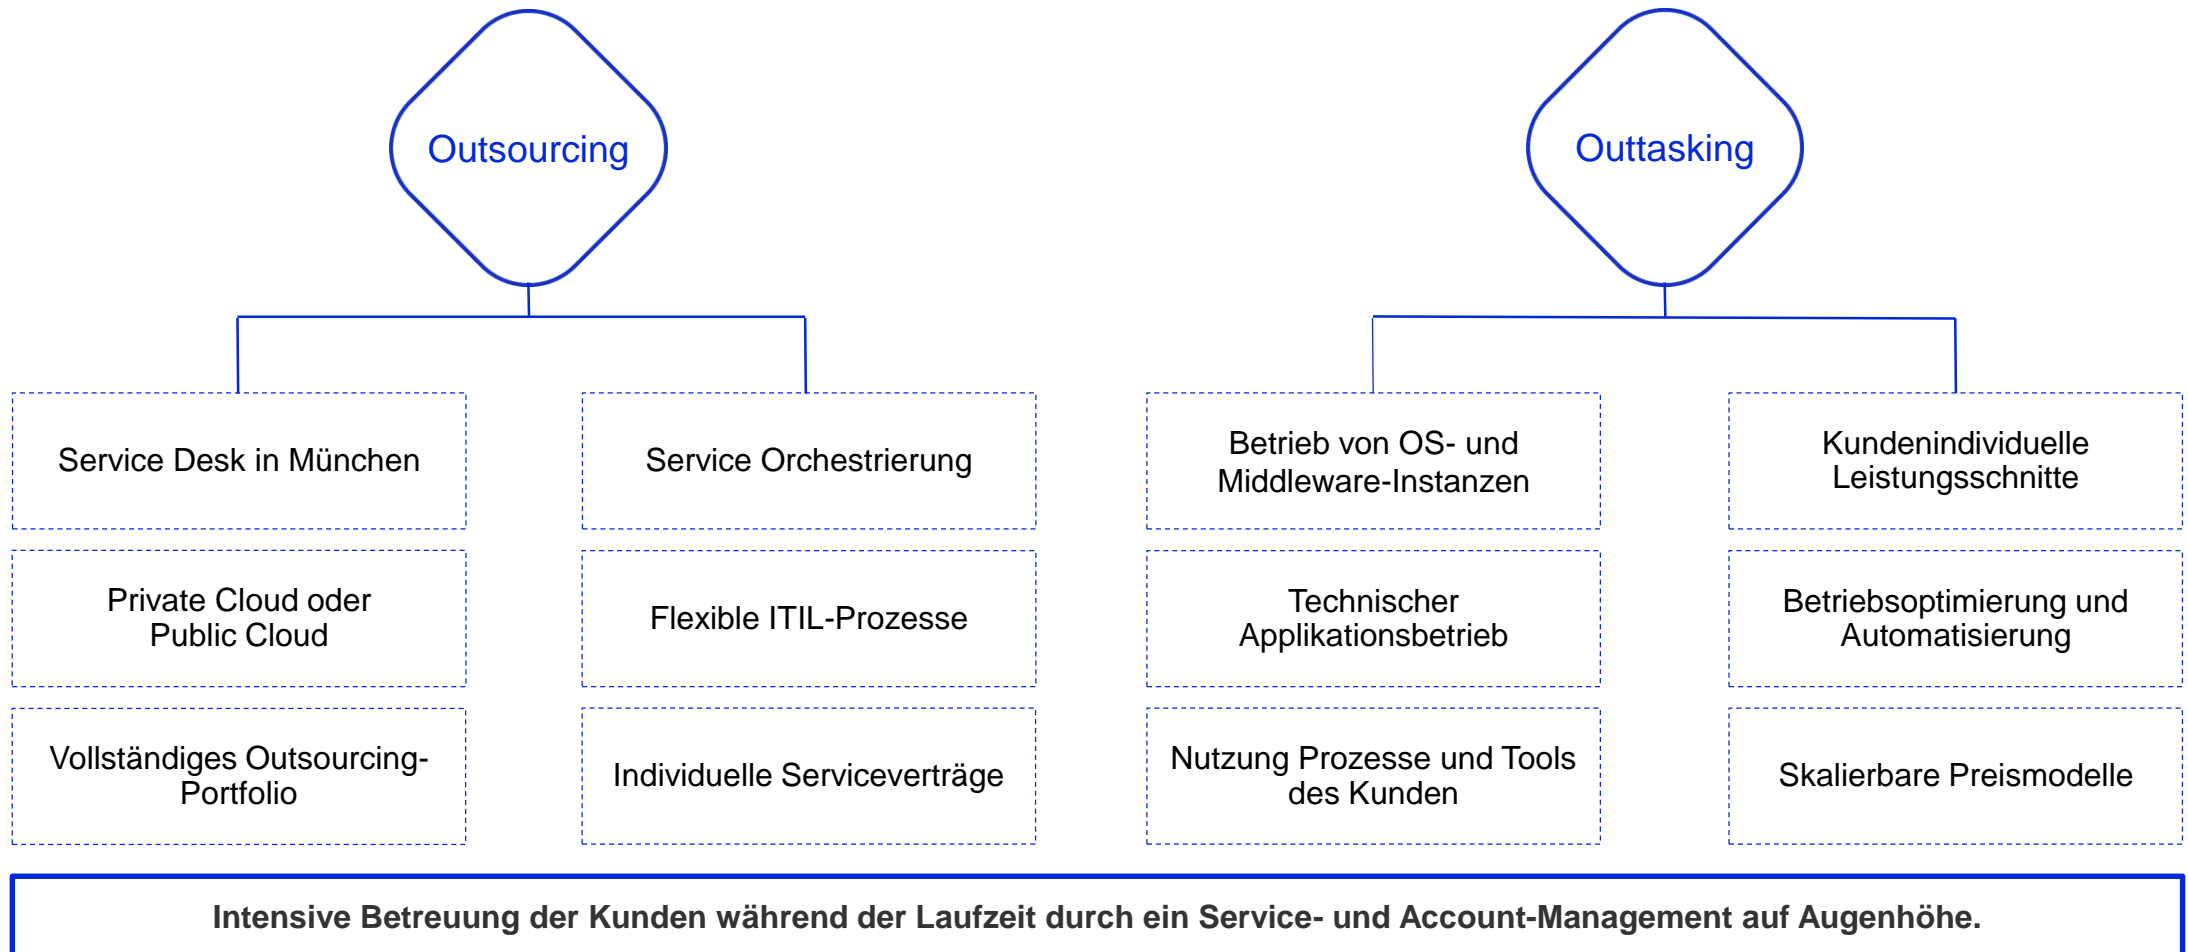 Outsourcing
Outtasking
Service Desk in München
Service Orchestrierung
Betrieb von OS- und
Middleware-Instanzen
Kundenindividuelle
Leistungsschnitte
Private Cloud oder
Public Cloud
Flexible ITIL-Prozesse
Technischer
Applikationsbetrieb
Betriebsoptimierung und
Automatisierung
Vollständiges Outsourcing-
Portfolio
Individuelle Serviceverträge
Nutzung Prozesse und Tools
des Kunden
Skalierbare Preismodelle
Intensive Betreuung der Kunden während der Laufzeit durch ein Service- und Account-Management auf Augenhöhe.